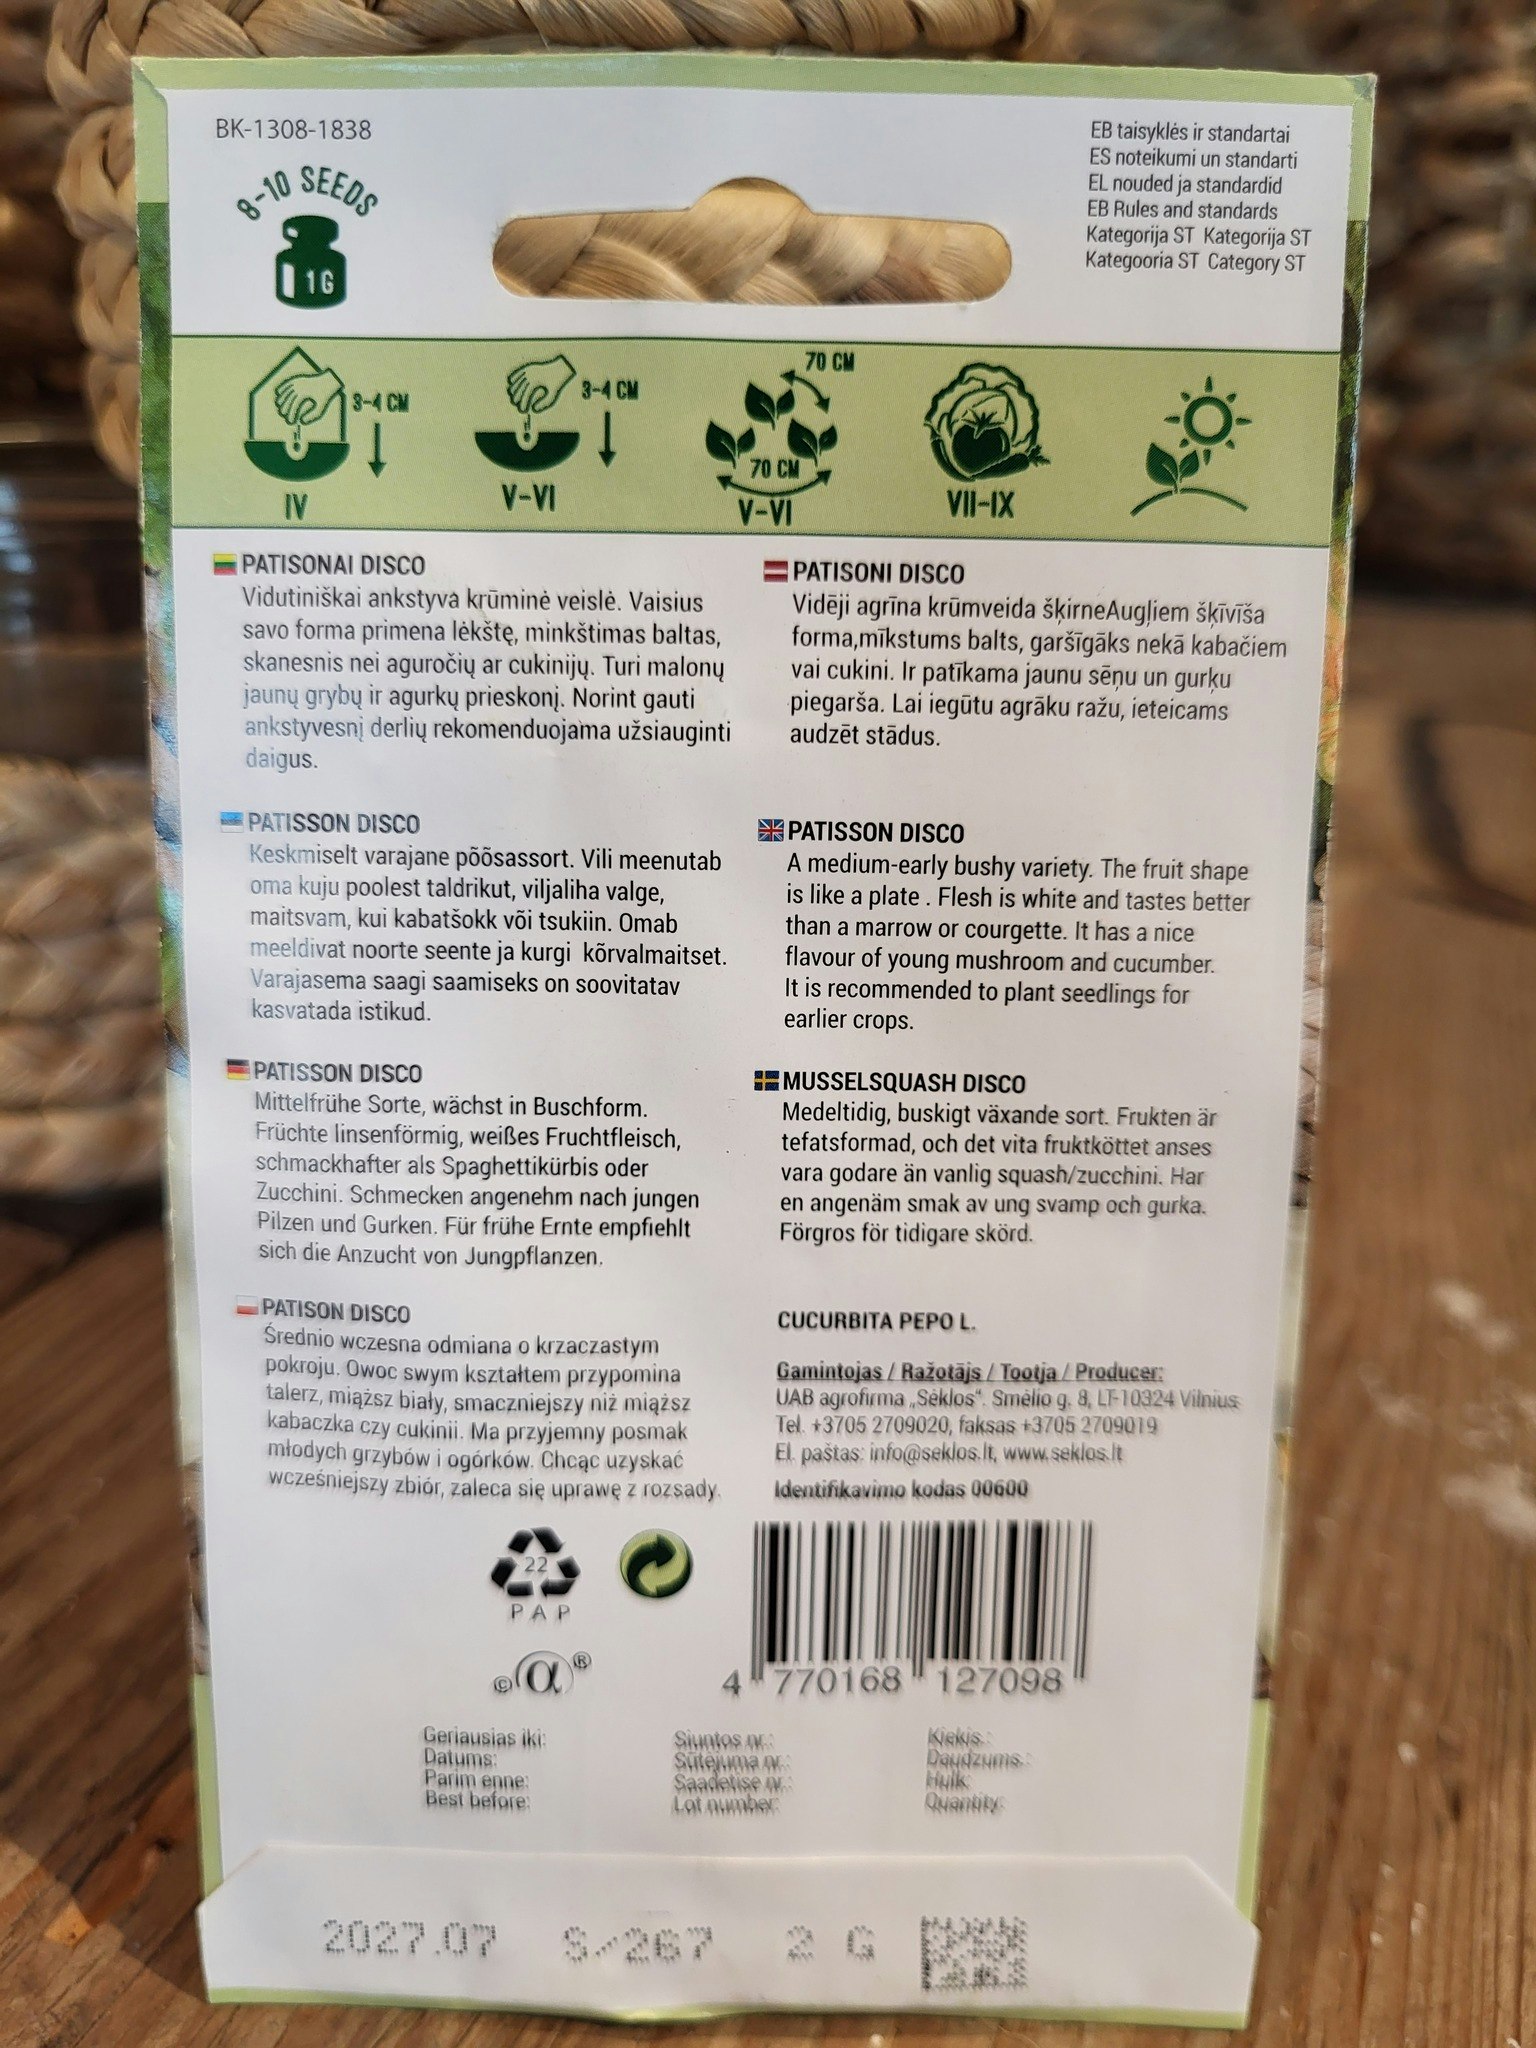 BK-1308-1838
8-10 SEEDS
1G
EB taisyklės ir standartai
ES noteikumi un standarti
EL nouded ja standardid
EB Rules and standards
Kategorija ST Kategorija ST
Kategooria ST Category ST
3-4 CM
IV
3-4 CM
V-VI
70 CM
70 CM
V-VI
VII-IX
PATISONAI DISCO
Vidutiniškai ankstyva krūminė veislė. Vaisius
savo forma primena lėkštę, minkštimas baltas,
skanesnis nei aguročių ar cukinijų. Turi malonų
jaunų grybų ir agurkų prieskonį. Norint gauti
ankstyvesnį derlių rekomenduojama užsiauginti
daigus.
PATISONI DISCO
Vidēji agrīna krūmveida šķirneAugļiem šķīvīša
forma,mīkstums balts, garšīgāks nekā kabačiem
vai cukini. Ir patīkama jaunu sēņu un gurķu
piegarša. Lai iegūtu agrāku ražu, ieteicams
audzēt stādus.
PATISSON DISCO
Keskmiselt varajane põõsassort. Vili meenutab
oma kuju poolest taldrikut, viljaliha valge,
maitsvam, kui kabatšokk või tsukiin. Omab
meeldivat noorte seente ja kurgi kõrvalmaitset.
Varajasema saagi saamiseks on soovitatav
kasvatada istikud.
PATISSON DISCO
A medium-early bushy variety. The fruit shape
is like a plate . Flesh is white and tastes better
than a marrow or courgette. It has a nice
flavour of young mushroom and cucumber.
It is recommended to plant seedlings for
earlier crops.
PATISSON DISCO
Mittelfrühe Sorte, wächst in Buschform.
Früchte linsenförmig, weißes Fruchtfleisch,
schmackhafter als Spaghettikürbis oder
Zucchini. Schmecken angenehm nach jungen
Pilzen und Gurken. Für frühe Ernte empfiehlt
sich die Anzucht von Jungpflanzen.
MUSSELSQUASH DISCO
Medeltidig, buskigt växande sort. Frukten är
tefatsformad, och det vita fruktköttet anses
vara godare än vanlig squash/zucchini. Har
en angenäm smak av ung svamp och gurka.
Förgros för tidigare skörd.
PATISON DISCO
Średnio wczesna odmiana o krzaczastym
pokroju. Owoc swym kształtem przypomina
talerz, miąższ biały, smaczniejszy niż miąższ
kabaczka czy cukinii. Ma przyjemny posmak
młodych grzybów i ogórków. Chcąc uzyskać
wcześniejszy zbiór, zaleca się uprawę z rozsady.
CUCURBITA PEPO L.
Gamintojas / Ražotājs / Tootja / Producer:
UAB agrofirma „Sėklos“. Smėlio g. 8, LT-10324 Vilnius
Tel. +3705 2709020, faksas +3705 2709019
El. paštas: info@seklos.lt, www.seklos.lt
Identifikavimo kodas 00600
22
PAP
© α ®
4 770168 127098
Geriausias iki:
Datums:
Parim enne:
Best before:
Siuntos nr.:
Sūtējuma nr.:
Saadetise nr.:
Lot number:
Kiekis.:
Daudzums.:
Hulk:
Quantity:
2027.07 S/267 2 G